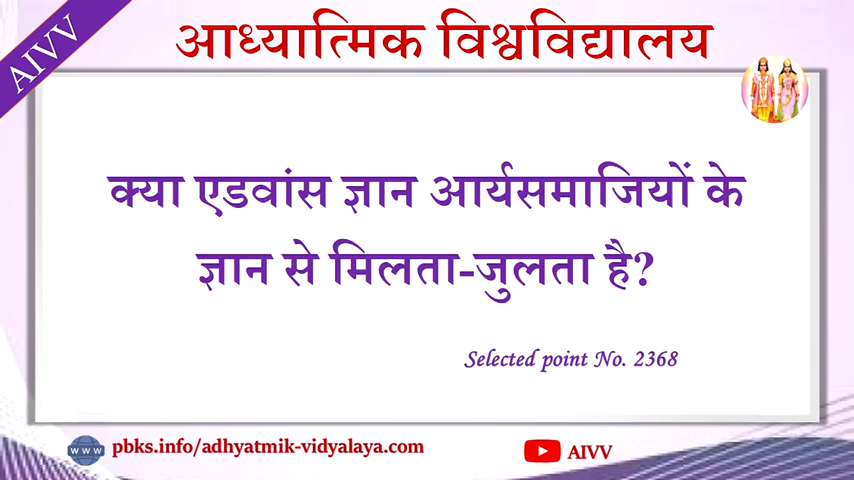 AIVV
आध्यात्मिक विश्वविद्यालय
क्या एडवांस ज्ञान आर्यसमाजियों के
ज्ञान से मिलता-जुलता है?
Selected point No. 2368
www pbks.info/adhyatmik-vidyalaya.com
AIVV